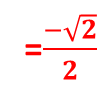 = -√2 / 2